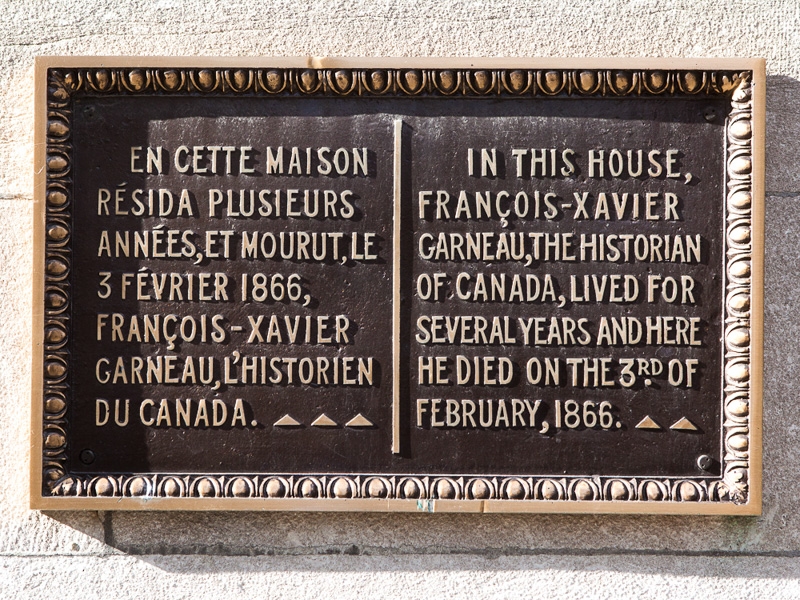 EN CETTE MAISON
RÉSIDA PLUSIEURS
ANNÉES, ET MOURUT, LE
3 FÉVRIER 1866,
FRANÇOIS-XAVIER
GARNEAU, L'HISTORIEN
DU CANADA.
IN THIS HOUSE,
FRANÇOIS-XAVIER
GARNEAU, THE HISTORIAN
OF CANADA, LIVED FOR
SEVERAL YEARS AND HERE
HE DIED ON THE 3RD. OF
FEBRUARY, 1866.